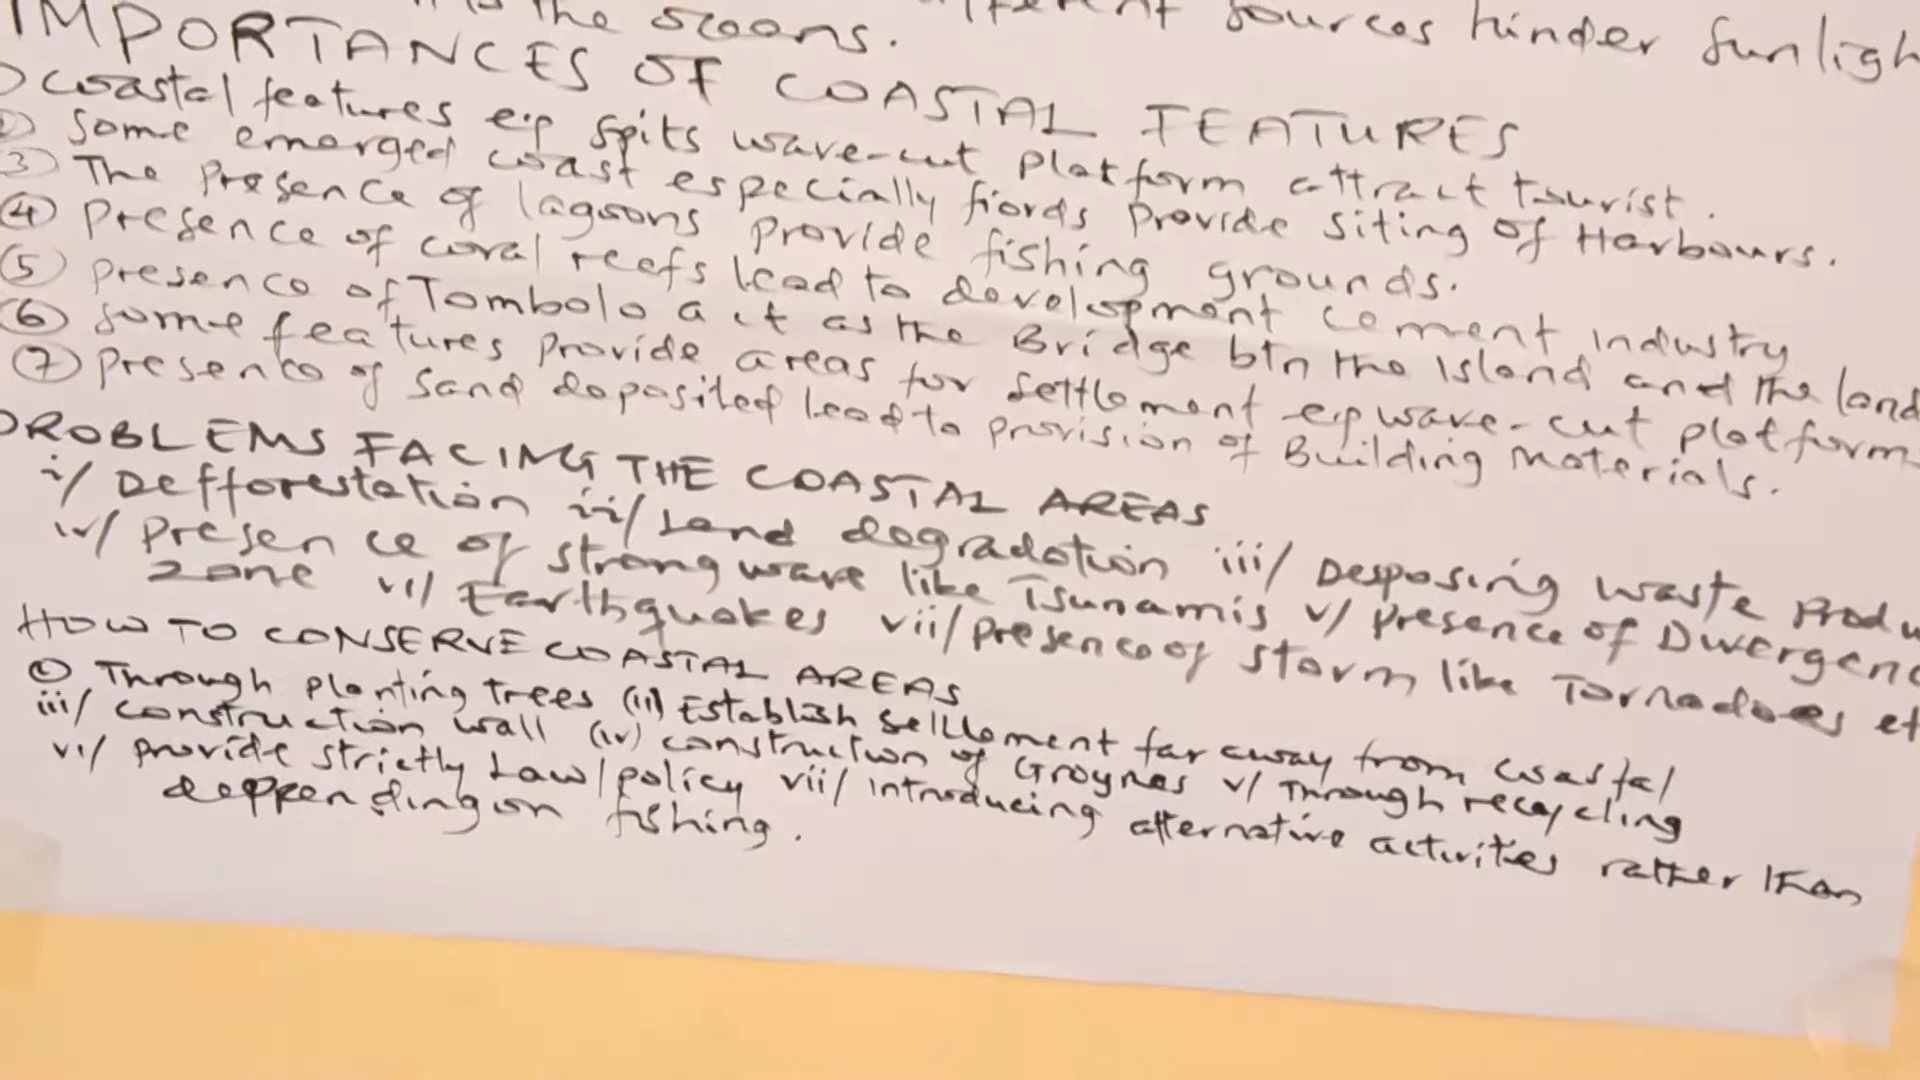 the oceans. different sources hinder sunligh
IMPORTANCES OF COASTAL FEATURES
Coastal features e.g spits wave-cut platform attract tourist.
② Some emerged coast especially fiords provide siting of Harbours.
③ The presence of lagoons provide fishing grounds.
④ presence of coral reefs lead to development cement industry
⑤ presence of Tombolo act as the Bridge btn the island and the land
⑥ some features provide areas for settlement e.g wave-cut platform
⑦ presence of sand deposited lead to provision of Building materials.
PROBLEMS FACING THE COASTAL AREAS
i/ Defforestation ii/ Land degradation iii/ Desposing waste produ
iv/ presence of strong wave like Tsunamis v/ presence of Divergenc
zone vi/ Earthquakes vii/ presence of storm like Tornadoes et
HOW TO CONSERVE COASTAL AREAS
① Through planting trees (ii) Establish settlement far away from coastal
iii/ construction wall (iv) construction of Groynes v/ Through recycling
vi/ provide strictly Law/policy vii/ introducing alternative activities rather than
deppending on fishing.